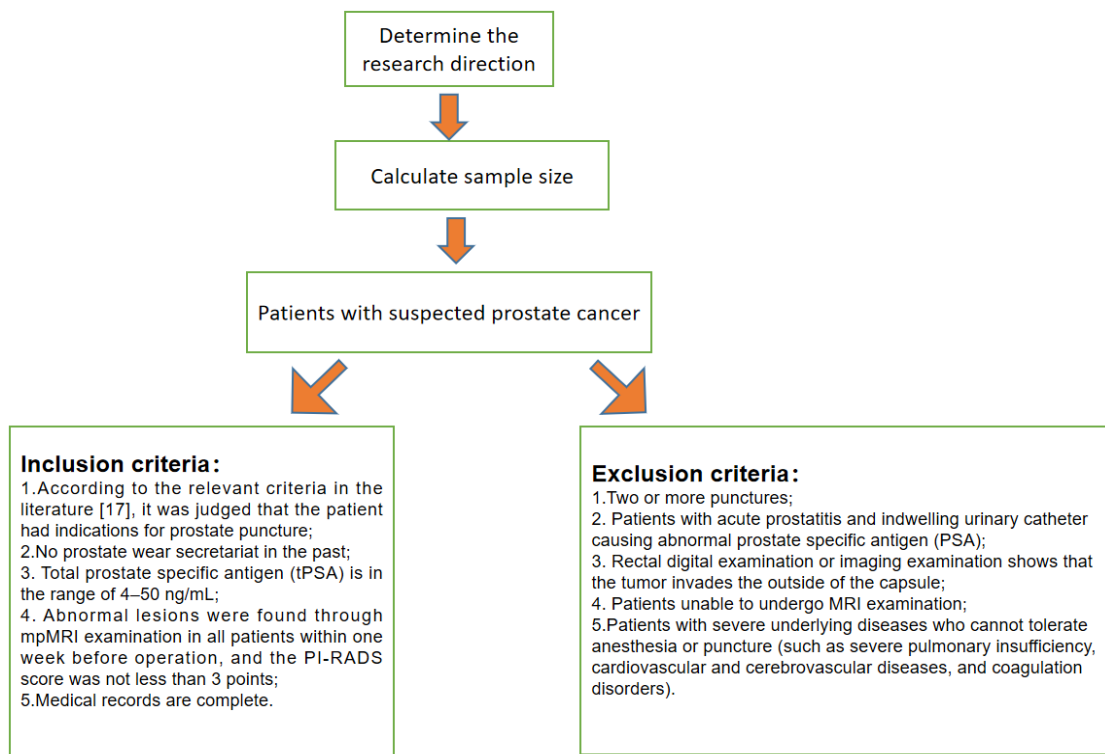 Determine the
research direction
Calculate sample size
Patients with suspected prostate cancer
Inclusion criteria:
1.According to the relevant criteria in the
literature [17], it was judged that the patient
had indications for prostate puncture;
2.No prostate wear secretariat in the past;
3. Total prostate specific antigen (tPSA) is in
the range of 4–50 ng/mL;
4. Abnormal lesions were found through
mpMRI examination in all patients within one
week before operation, and the PI-RADS
score was not less than 3 points;
5.Medical records are complete.
Exclusion criteria:
1.Two or more punctures;
2. Patients with acute prostatitis and indwelling urinary catheter
causing abnormal prostate specific antigen (PSA);
3. Rectal digital examination or imaging examination shows that
the tumor invades the outside of the capsule;
4. Patients unable to undergo MRI examination;
5.Patients with severe underlying diseases who cannot tolerate
anesthesia or puncture (such as severe pulmonary insufficiency,
cardiovascular and cerebrovascular diseases, and coagulation
disorders).